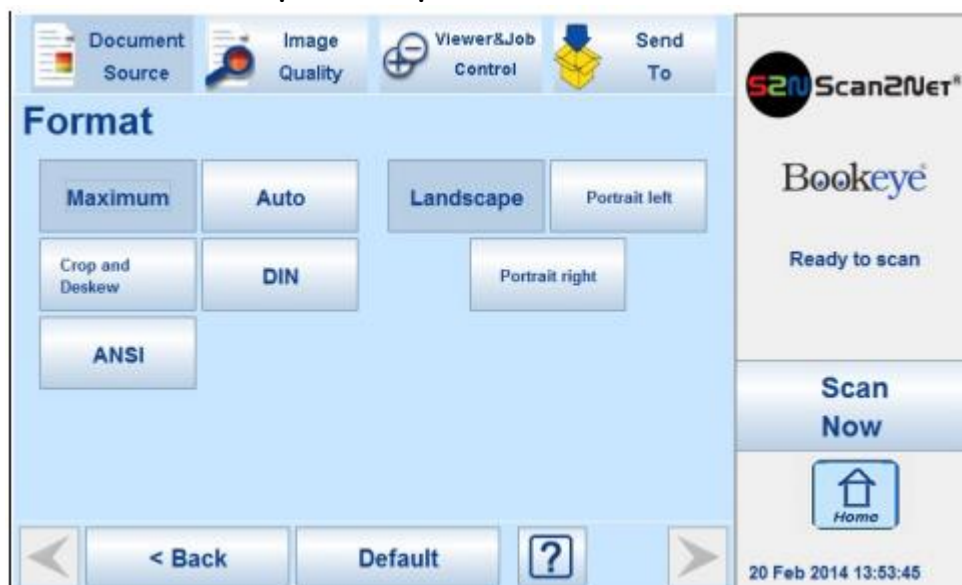 Document
Source
Image
Quality
Viewer&Job
Control
Send
To
Format
Maximum
Auto
Landscape
Portrait left
Crop and
Deskew
DIN
Portrait right
ANSI
< Back
Default
?
S2N Scan2Net®
Bookeye®
Ready to scan
Scan
Now
Home
20 Feb 2014 13:53:45